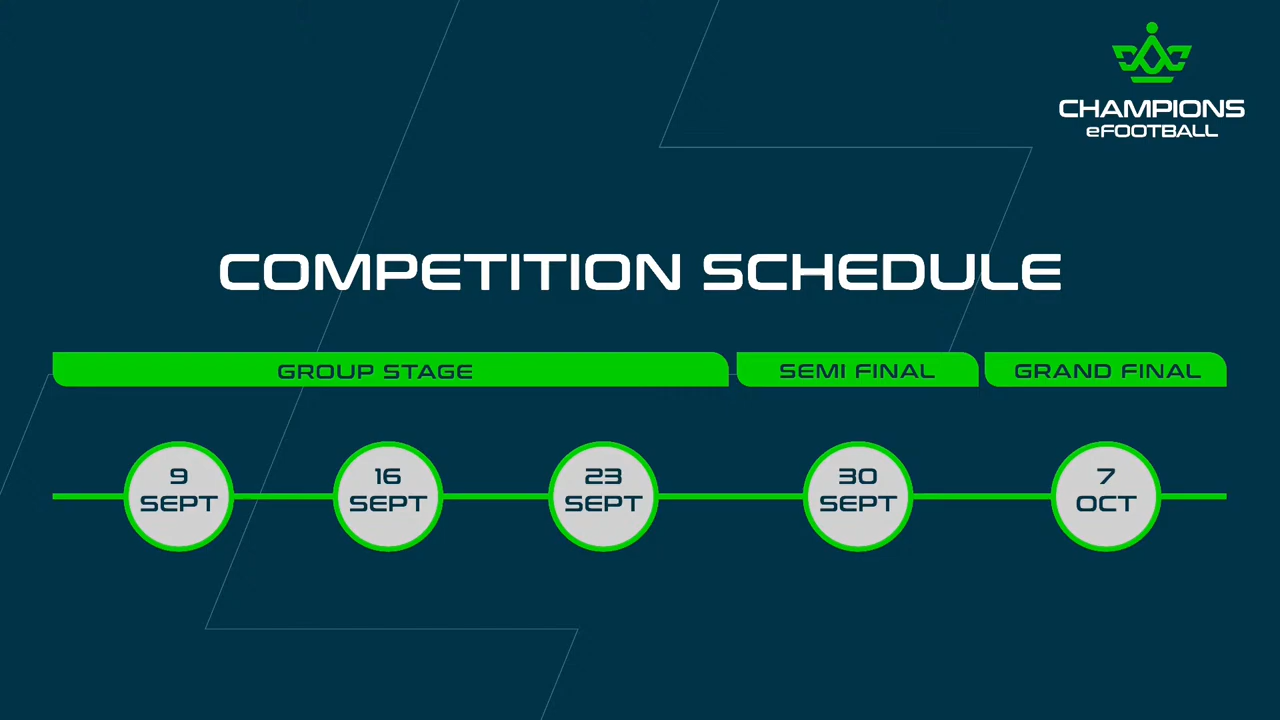 CHAMPIONS
eFOOTBALL
COMPETITION SCHEDULE
GROUP STAGE
SEMI FINAL
GRAND FINAL
9
SEPT
16
SEPT
23
SEPT
30
SEPT
7
OCT